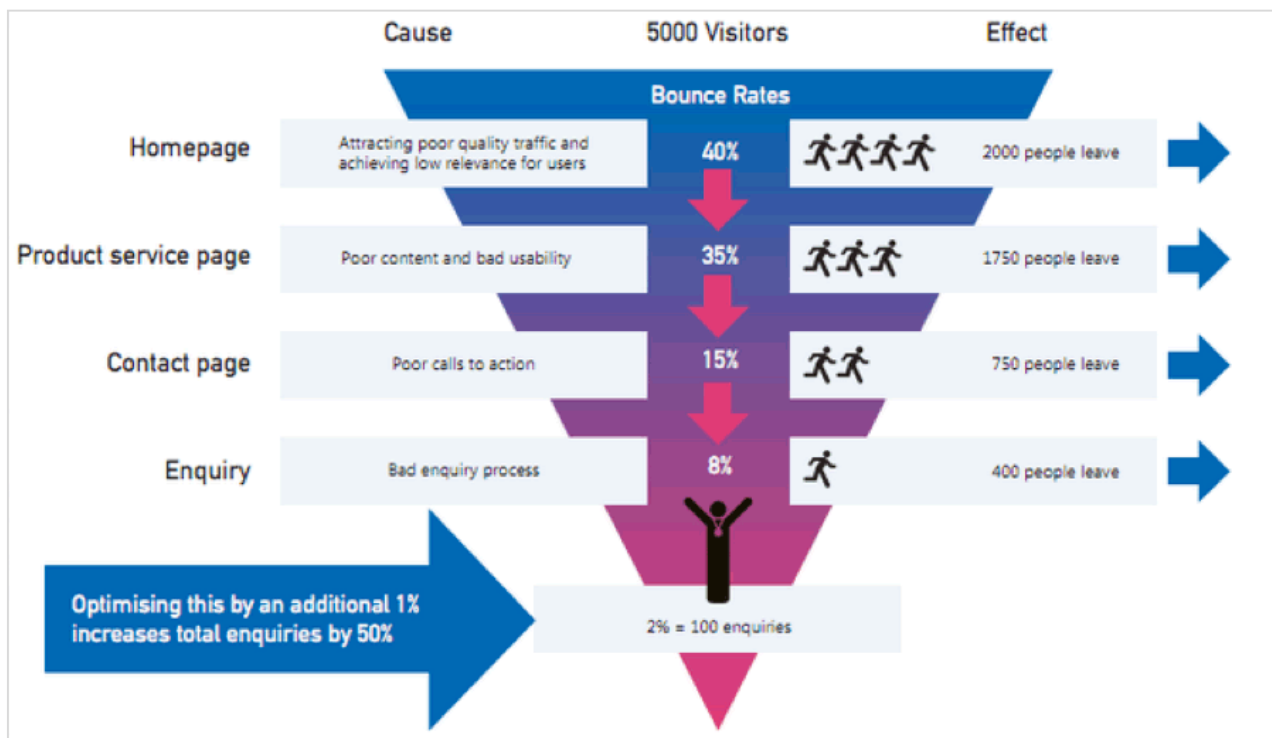 Cause
5000 Visitors
Effect
Bounce Rates
Homepage
Attracting poor quality traffic and
achieving low relevance for users
40%
2000 people leave
Product service page
Poor content and bad usability
35%
1750 people leave
Contact page
Poor calls to action
15%
750 people leave
Enquiry
Bad enquiry process
8%
400 people leave
Optimising this by an additional 1%
increases total enquiries by 50%
2% = 100 enquiries